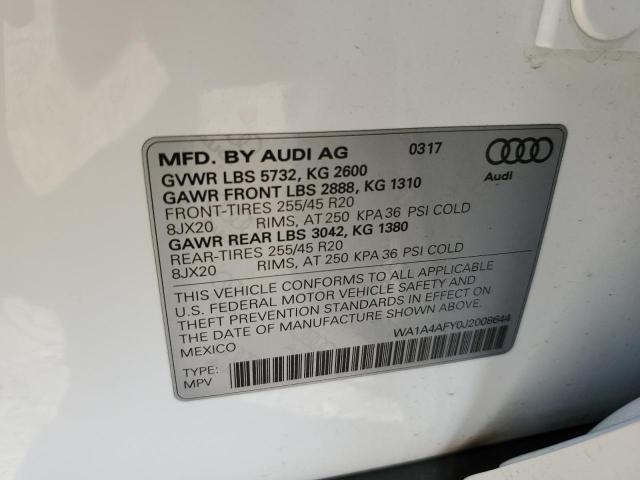 MFD. BY AUDI AG 0317
GVWR LBS 5732, KG 2600
GAWR FRONT LBS 2888, KG 1310
FRONT-TIRES 255/45 R20
8JX20 RIMS, AT 250 KPA 36 PSI COLD
GAWR REAR LBS 3042, KG 1380
REAR-TIRES 255/45 R20
8JX20 RIMS, AT 250 KPA 36 PSI COLD
Audi
THIS VEHICLE CONFORMS TO ALL APPLICABLE
U.S. FEDERAL MOTOR VEHICLE SAFETY AND
THEFT PREVENTION STANDARDS IN EFFECT ON
THE DATE OF MANUFACTURE SHOWN ABOVE.
MEXICO
WA1A4AFY0J2008644
TYPE:
MPV